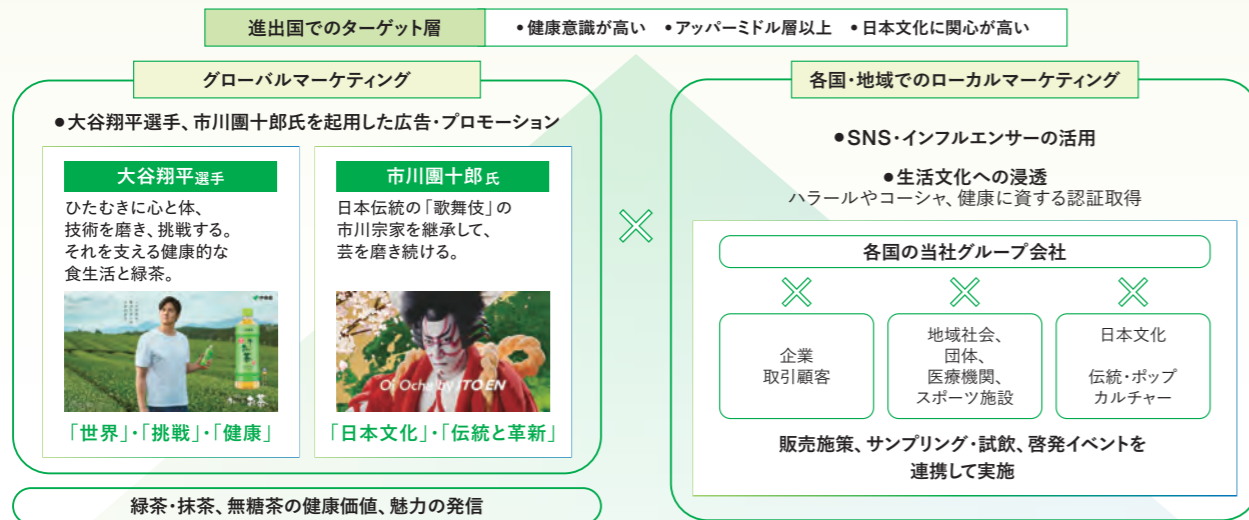 進出国でのターゲット層
●健康意識が高い ●アッパーミドル層以上 ●日本文化に関心が高い
グローバルマーケティング
●大谷翔平選手、市川團十郎氏を起用した広告・プロモーション
大谷翔平選手
ひたむきに心と体、
技術を磨き、挑戦する。
それを支える健康的な
食生活と緑茶。
伊藤園
お〜いお茶
「世界」・「挑戦」・「健康」
市川團十郎氏
日本伝統の「歌舞伎」の
市川宗家を継承して、
芸を磨き続ける。
Oi Ocha by ITO EN
「日本文化」・「伝統と革新」
緑茶・抹茶、無糖茶の健康価値、魅力の発信
各国・地域でのローカルマーケティング
●SNS・インフルエンサーの活用
●生活文化への浸透
ハラールやコーシャ、健康に資する認証取得
各国の当社グループ会社
企業
取引顧客
地域社会、
団体、
医療機関、
スポーツ施設
日本文化
伝統・ポップ
カルチャー
販売施策、サンプリング・試飲、啓発イベントを
連携して実施